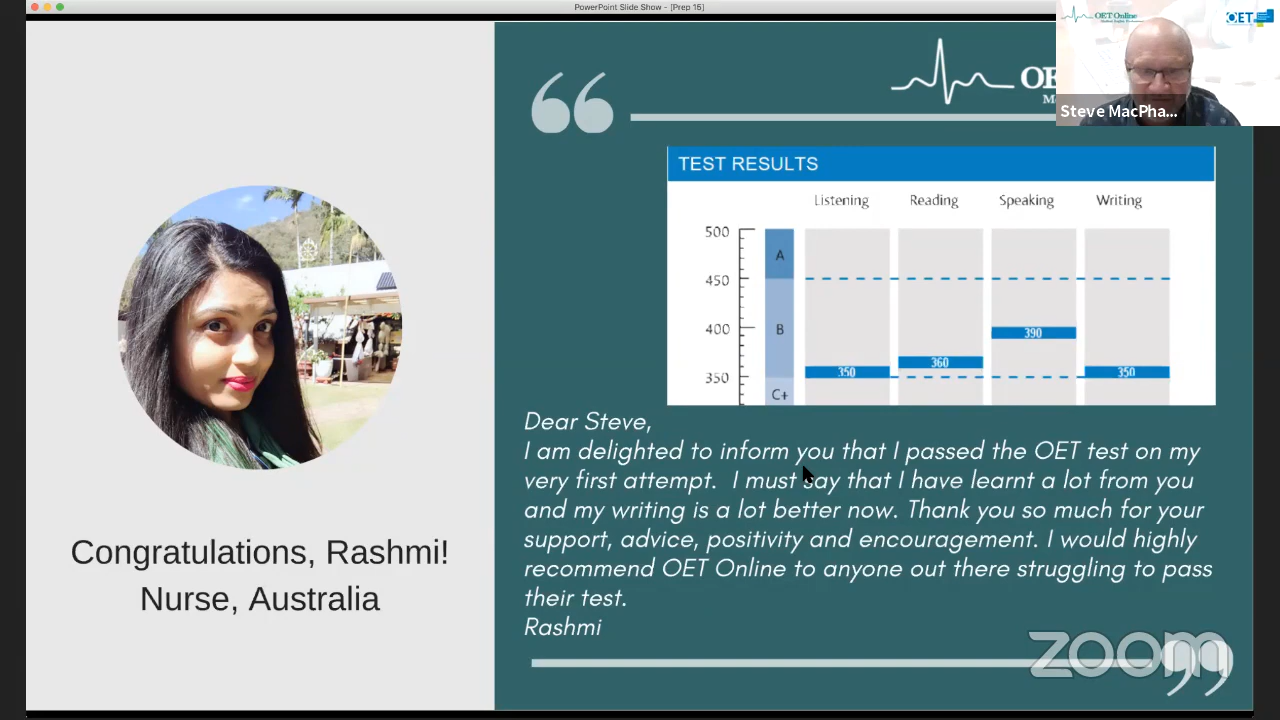 PowerPoint Slide Show - [Prep 15]
OET Online
OET
Steve MacPha...
TEST RESULTS
Listening Reading Speaking Writing
500
A
450
400 B 390
360
350 350
350
C+
Dear Steve,
I am delighted to inform you that I passed the OET test on my
very first attempt. I must say that I have learnt a lot from you
and my writing is a lot better now. Thank you so much for your
support, advice, positivity and encouragement. I would highly
recommend OET Online to anyone out there struggling to pass
their test.
Rashmi
Congratulations, Rashmi!
Nurse, Australia
zoom